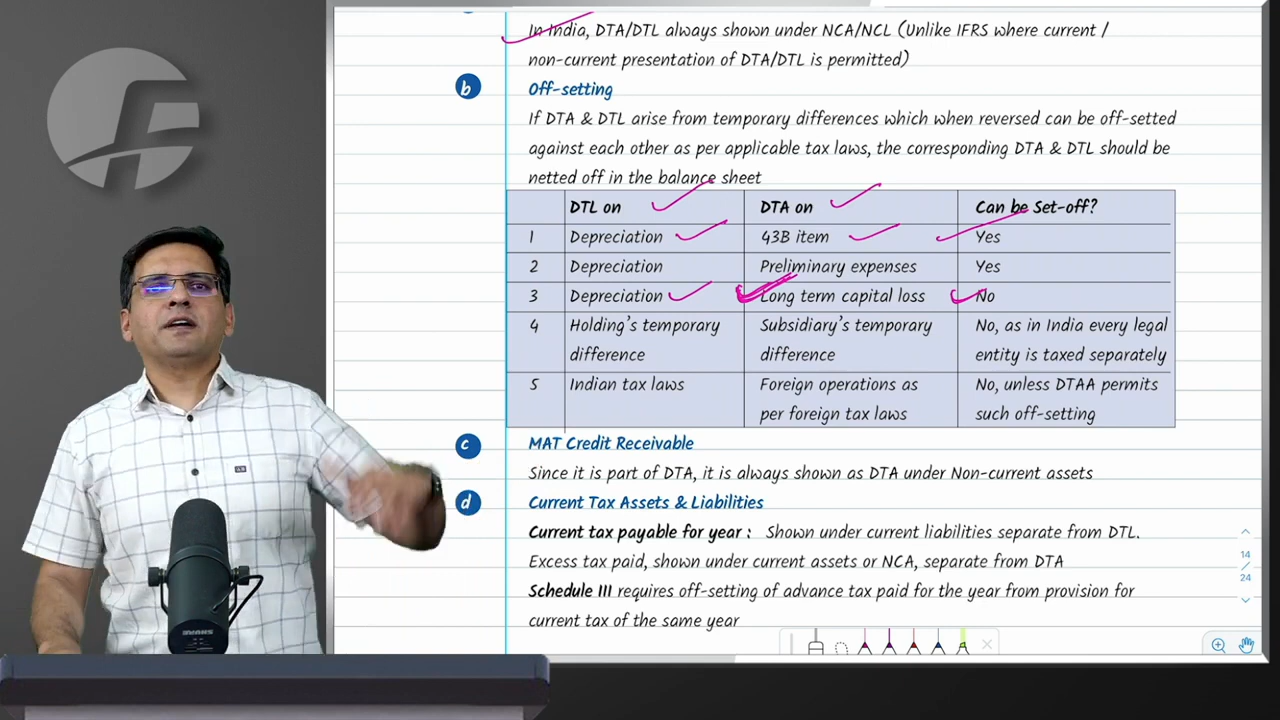 In India, DTA/DTL always shown under NCA/NCL (Unlike IFRS where current /
non-current presentation of DTA/DTL is permitted)
b
Off-setting
If DTA & DTL arise from temporary differences which when reversed can be off-setted
against each other as per applicable tax laws, the corresponding DTA & DTL should be
netted off in the balance sheet
DTL on DTA on Can be Set-off?
1 Depreciation 43B item Yes
2 Depreciation Preliminary expenses Yes
3 Depreciation Long term capital loss No
4 Holding's temporary Subsidiary's temporary No, as in India every legal
difference difference entity is taxed separately
5 Indian tax laws Foreign operations as No, unless DTAA permits
per foreign tax laws such off-setting
c
MAT Credit Receivable
Since it is part of DTA, it is always shown as DTA under Non-current assets
d
Current Tax Assets & Liabilities
Current tax payable for year : Shown under current liabilities separate from DTL.
Excess tax paid, shown under current assets or NCA, separate from DTA
Schedule III requires off-setting of advance tax paid for the year from provision for
current tax of the same year
14
/
24
SHURE